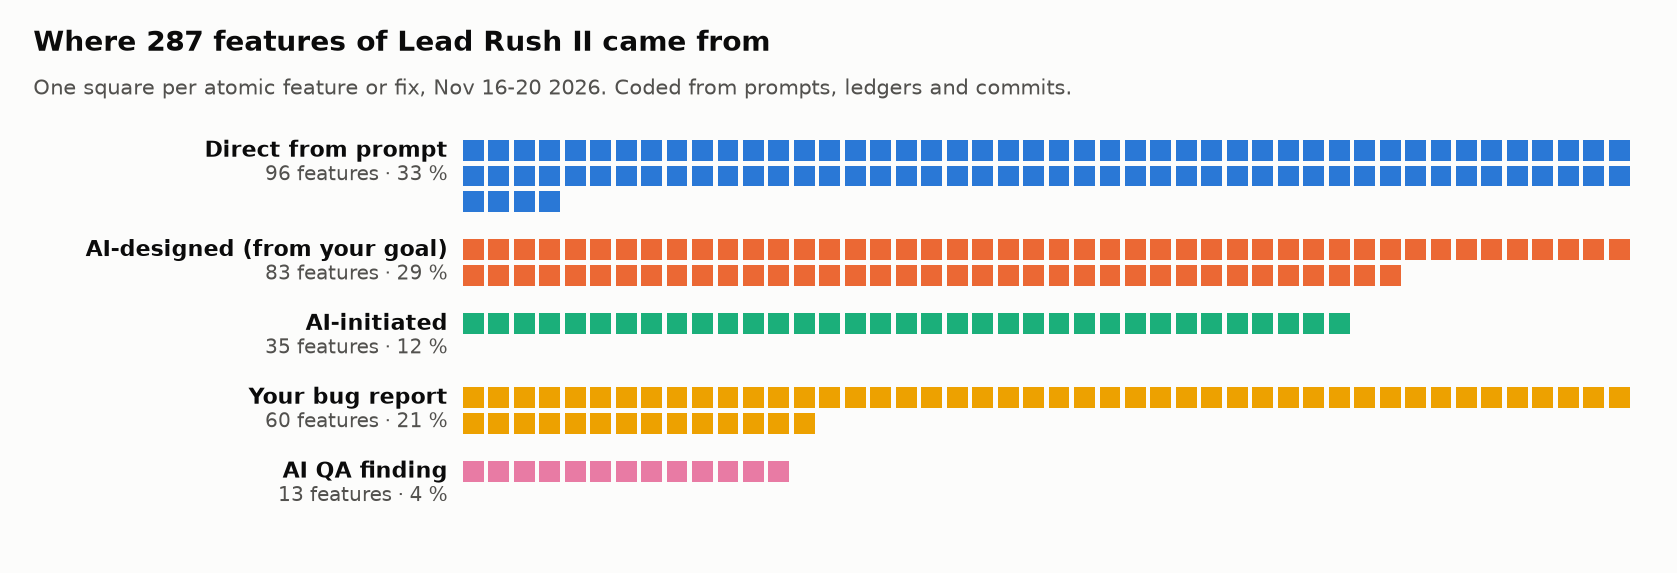 Where 287 features of Lead Rush II came from
One square per atomic feature or fix, Nov 16-20 2026. Coded from prompts, ledgers and commits.
Direct from prompt
96 features · 33 %
AI-designed (from your goal)
83 features · 29 %
AI-initiated
35 features · 12 %
Your bug report
60 features · 21 %
AI QA finding
13 features · 4 %